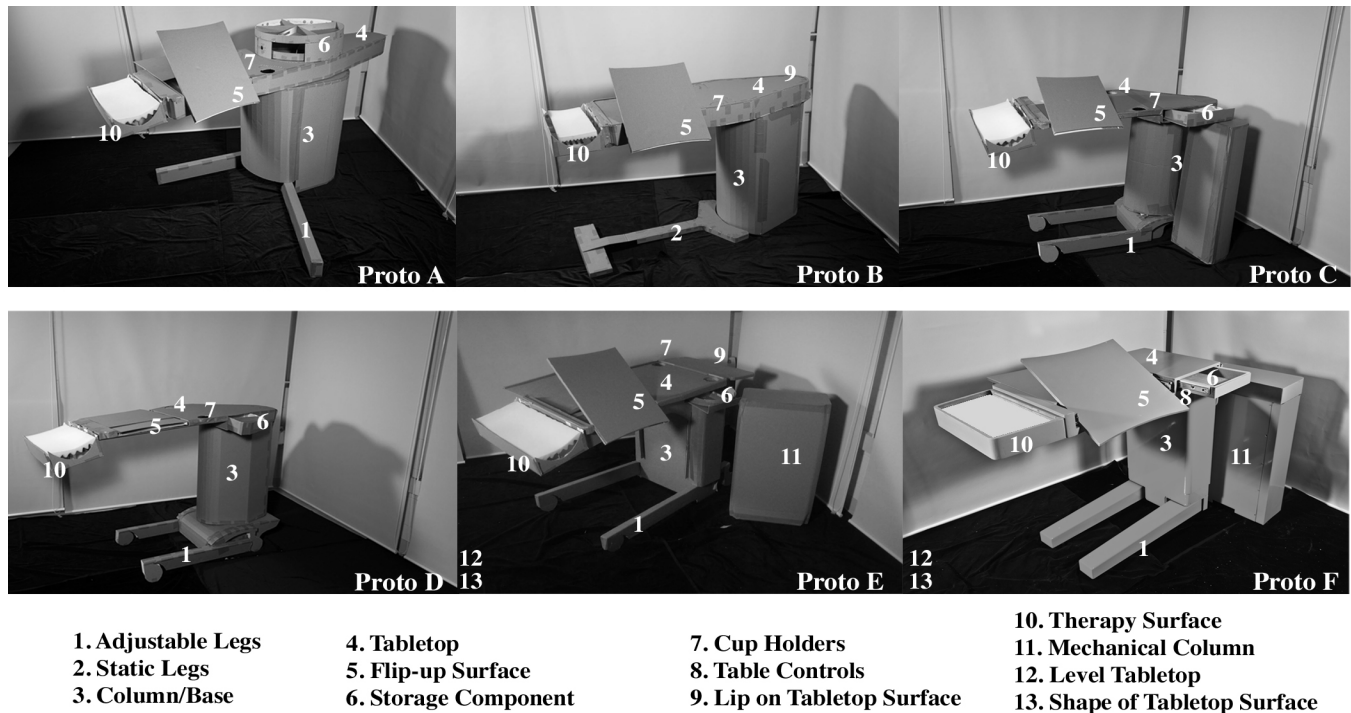 6 4
7
5
10
3
1
Proto A
9
4
7
5
10
3
2
Proto B
4 7
5
6
10
3
1
Proto C
4 7
5
6
10
3
1
Proto D
7 9
4
6
5
3
11
10
1
12
13
Proto E
4
6
8
5
10
3
11
1
12
13
Proto F
1. Adjustable Legs
2. Static Legs
3. Column/Base
4. Tabletop
5. Flip-up Surface
6. Storage Component
7. Cup Holders
8. Table Controls
9. Lip on Tabletop Surface
10. Therapy Surface
11. Mechanical Column
12. Level Tabletop
13. Shape of Tabletop Surface